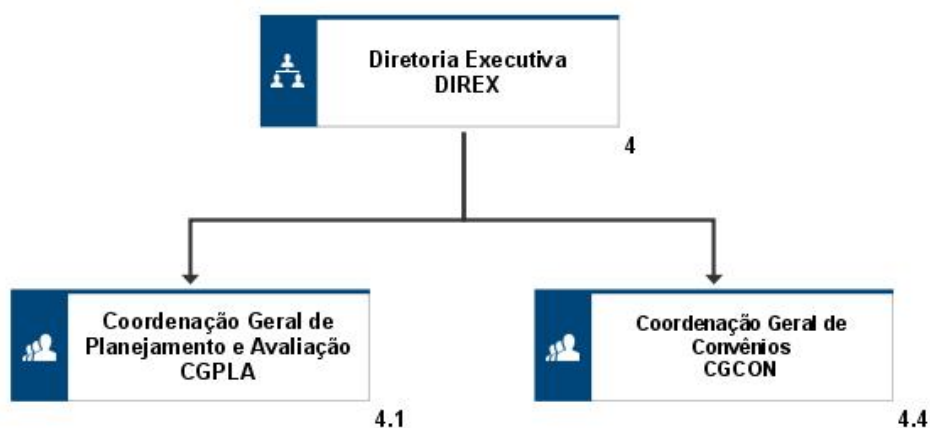 Diretoria Executiva
DIREX
4
Coordenação Geral de
Planejamento e Avaliação
CGPLA
4.1
Coordenação Geral de
Convênios
CGCON
4.4